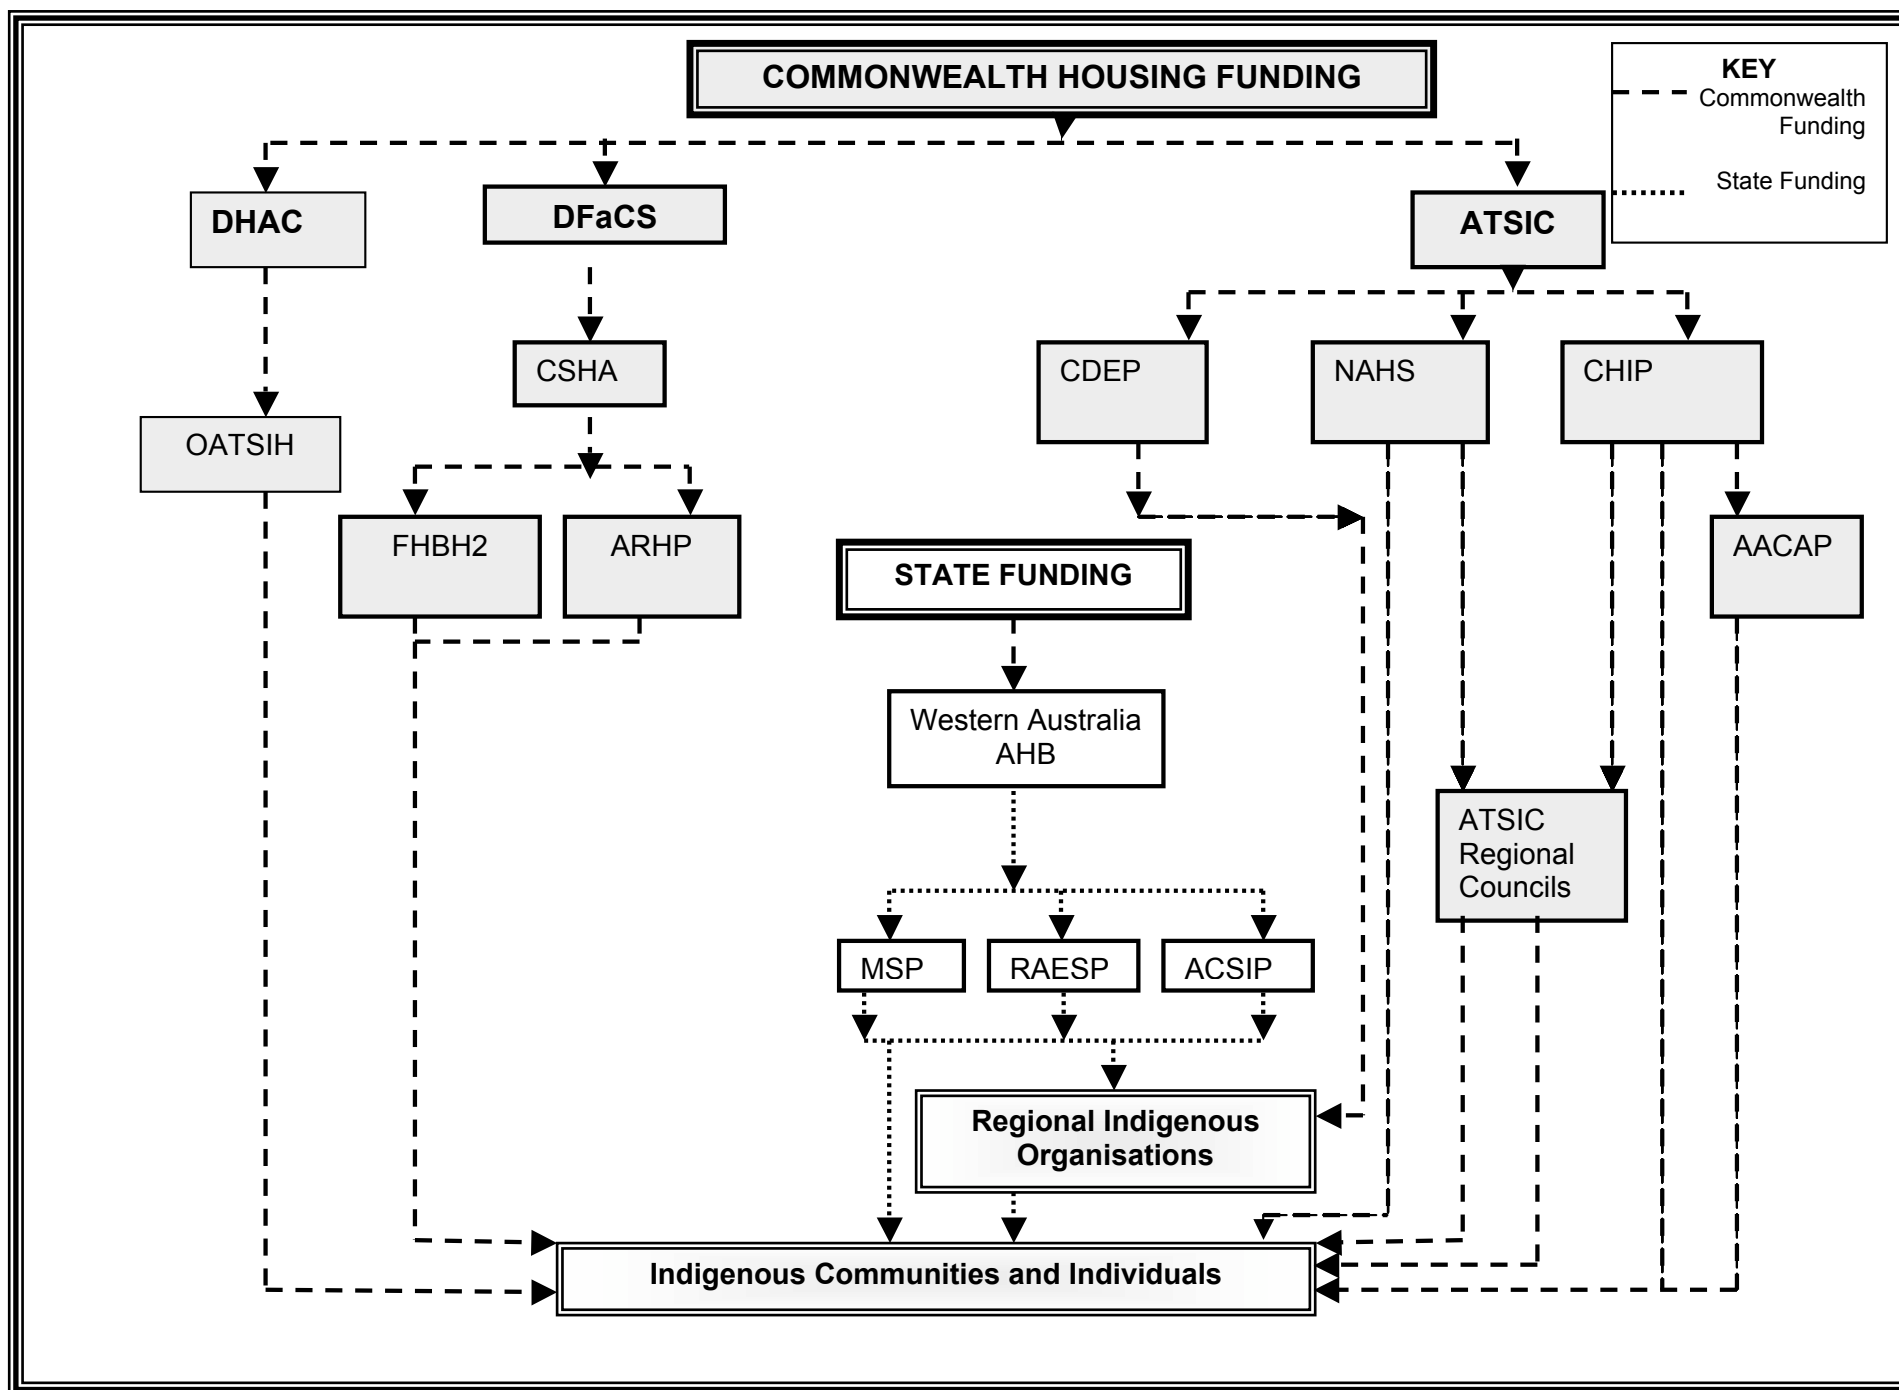 COMMONWEALTH HOUSING FUNDING
KEY
Commonwealth
Funding
State Funding
DHAC
DFaCS
ATSIC
CSHA
CDEP
NAHS
CHIP
OATSIH
FHBH2
ARHP
AACAP
STATE FUNDING
Western Australia
AHB
ATSIC
Regional
Councils
MSP
RAESP
ACSIP
Regional Indigenous
Organisations
Indigenous Communities and Individuals